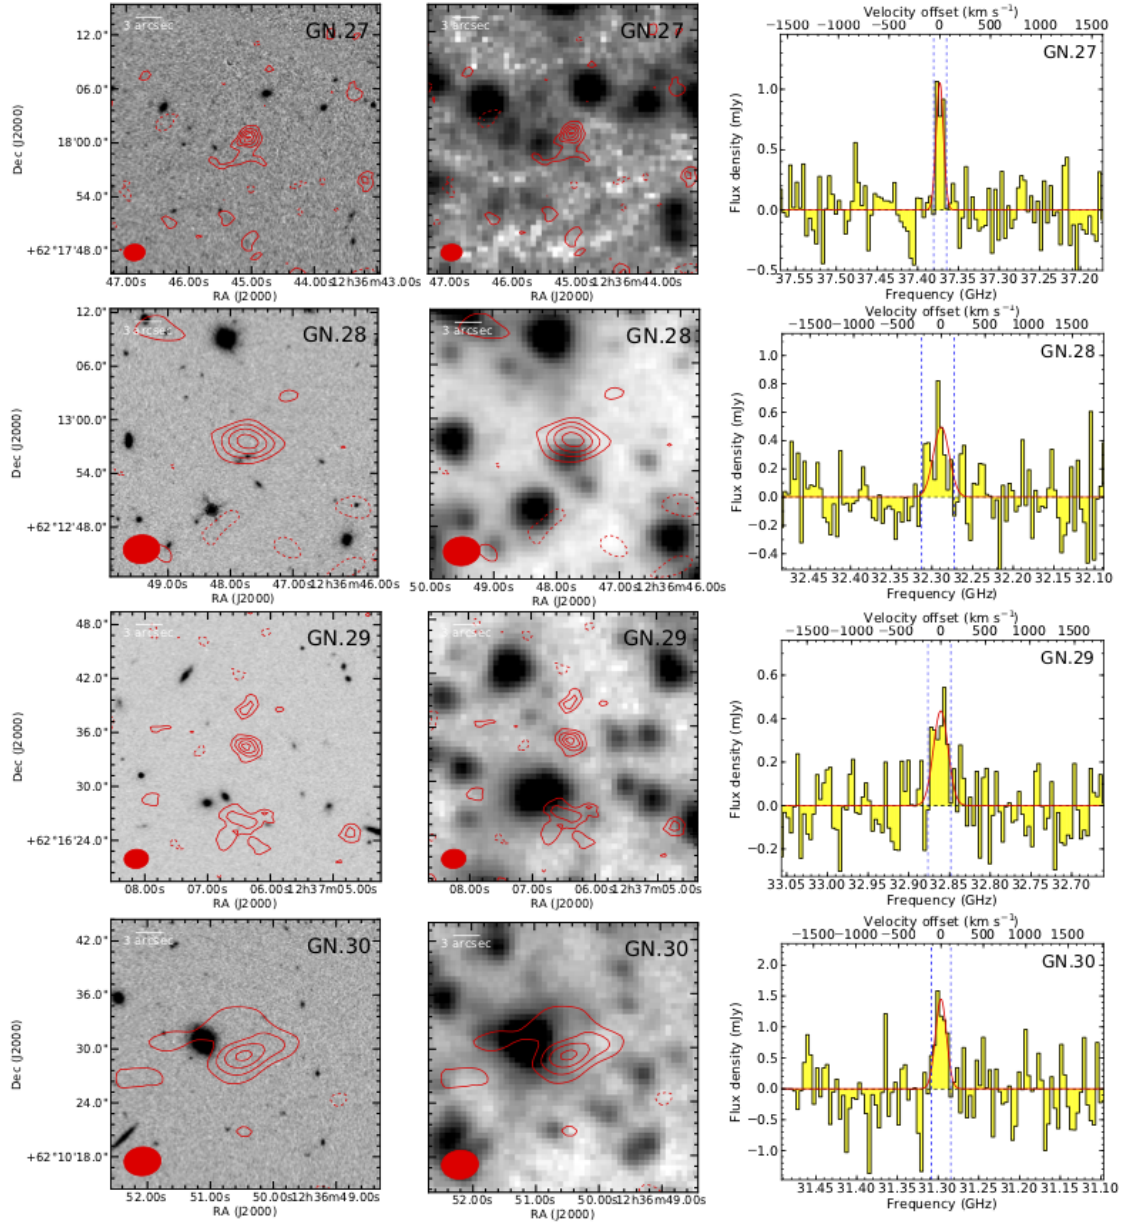 3 arcsec GN.27
12.0"
06.0"
18'00.0"
54.0"
+62°17'48.0"
Dec (J2000)
47.00s 46.00s 45.00s 44.00s 12h36m43.00s
RA (J2000)
3 arcsec GN.27
47.00s 46.00s 45.00s 12h36m44.00s
RA (J2000)
Velocity offset (km s⁻¹)
−1500 −1000 −500 0 500 1000 1500
GN.27
1.0
0.5
0.0
−0.5
Flux density (mJy)
37.55 37.50 37.45 37.40 37.35 37.30 37.25 37.20
Frequency (GHz)
3 arcsec GN.28
12.0"
06.0"
13'00.0"
54.0"
+62°12'48.0"
Dec (J2000)
49.00s 48.00s 47.00s 12h36m46.00s
RA (J2000)
3 arcsec GN.28
50.00s 49.00s 48.00s 47.00s 12h36m46.00s
RA (J2000)
Velocity offset (km s⁻¹)
−1500 −1000 −500 0 500 1000 1500
GN.28
1.0
0.8
0.6
0.4
0.2
0.0
−0.2
−0.4
Flux density (mJy)
32.45 32.40 32.35 32.30 32.25 32.20 32.15 32.10
Frequency (GHz)
3 arcsec GN.29
48.0"
42.0"
36.0"
30.0"
+62°16'24.0"
Dec (J2000)
08.00s 07.00s 06.00s 12h37m05.00s
RA (J2000)
3 arcsec GN.29
08.00s 07.00s 06.00s 12h37m05.00s
RA (J2000)
Velocity offset (km s⁻¹)
−1500 −1000 −500 0 500 1000 1500
GN.29
0.6
0.4
0.2
0.0
−0.2
Flux density (mJy)
33.05 33.00 32.95 32.90 32.85 32.80 32.75 32.70
Frequency (GHz)
3 arcsec GN.30
42.0"
36.0"
30.0"
24.0"
+62°10'18.0"
Dec (J2000)
52.00s 51.00s 50.00s 12h36m49.00s
RA (J2000)
3 arcsec GN.30
52.00s 51.00s 50.00s 12h36m49.00s
RA (J2000)
Velocity offset (km s⁻¹)
−1500 −1000 −500 0 500 1000 1500
GN.30
2.0
1.5
1.0
0.5
0.0
−0.5
−1.0
Flux density (mJy)
31.45 31.40 31.35 31.30 31.25 31.20 31.15 31.10
Frequency (GHz)